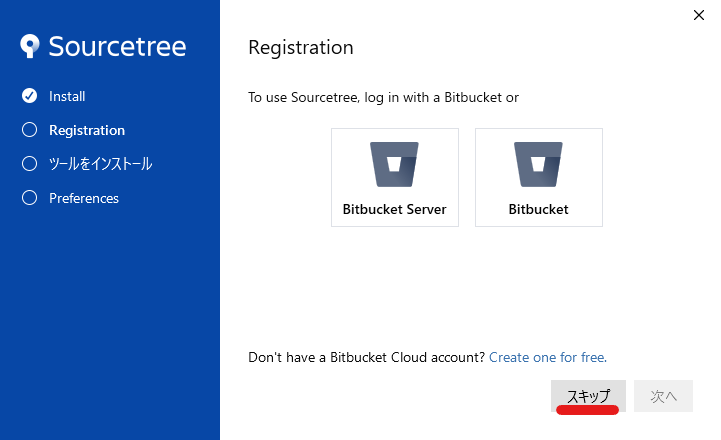 Sourcetree
Install
Registration
ツールをインストール
Preferences
Registration
To use Sourcetree, log in with a Bitbucket or
Bitbucket Server
Bitbucket
Don't have a Bitbucket Cloud account? Create one for free.
スキップ
次へ